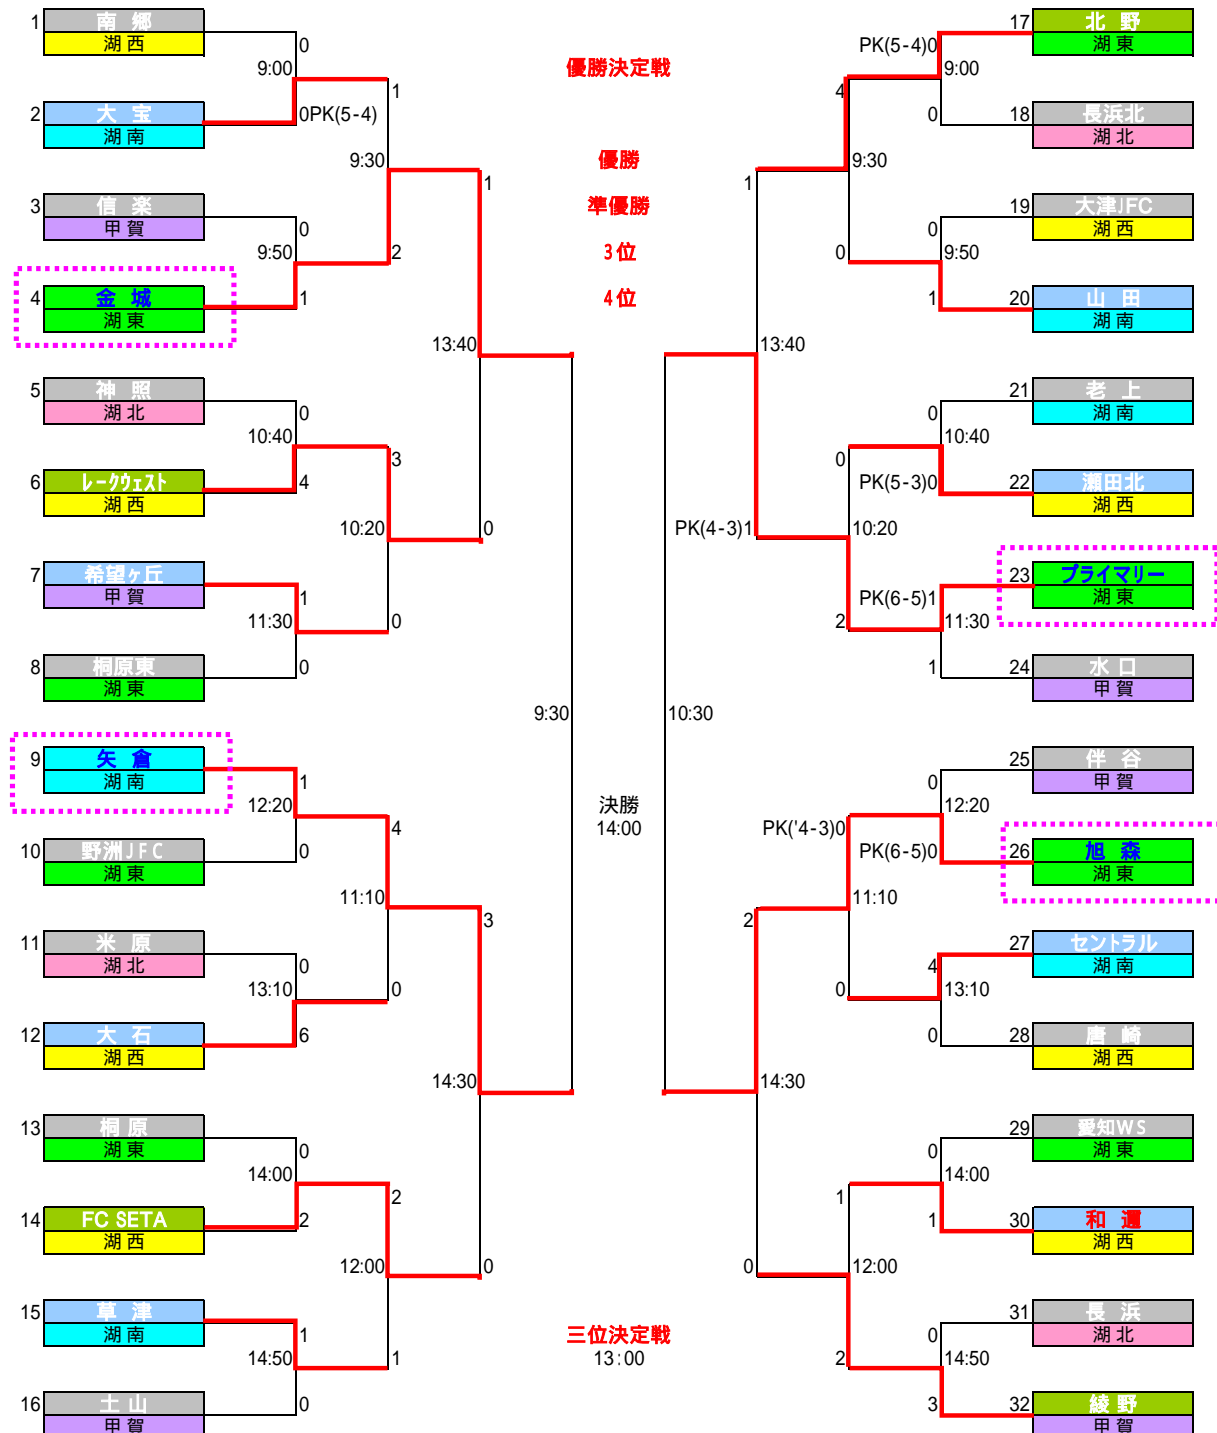 1
南 郷
湖 西
0
9:00
1
2
大 宝
湖 南
0PK(5-4)
9:30
1
3
信 楽
甲 賀
0
9:50
2
4
金 城
湖 東
1
13:40
5
神 照
湖 北
0
10:40
3
6
レークウェスト
湖 西
4
10:20
0
7
希望ヶ丘
甲 賀
1
11:30
0
8
桐原東
湖 東
0
9:30
9
矢 倉
湖 南
1
12:20
4
10
野洲JFC
湖 東
0
11:10
3
11
米 原
湖 北
0
13:10
0
12
大 石
湖 西
6
14:30
13
桐 原
湖 東
0
14:00
2
14
FC SETA
湖 西
2
12:00
0
15
草 津
湖 南
1
14:50
1
16
土 山
甲 賀
0
優勝決定戦
優勝
準優勝
3位
4位
決勝
14:00
三位決定戦
13:00
17
北 野
湖 東
PK(5-4)0
9:00
4
18
長浜北
湖 北
0
9:30
1
19
大津JFC
湖 西
0
9:50
0
20
山 田
湖 南
1
13:40
21
老 上
湖 南
0
10:40
0
22
瀬田北
湖 西
PK(5-3)0
10:20
PK(4-3)1
23
プライマリー
湖 東
PK(6-5)1
11:30
2
24
水 口
甲 賀
1
10:30
25
伴 谷
甲 賀
0
12:20
PK('4-3)0
26
旭 森
湖 東
PK(6-5)0
11:10
2
27
セントラル
湖 南
4
13:10
0
28
唐 崎
湖 西
0
14:30
29
愛知WS
湖 東
0
14:00
1
30
和 邇
湖 西
1
12:00
0
31
長 浜
湖 北
0
14:50
2
32
綾 野
甲 賀
3